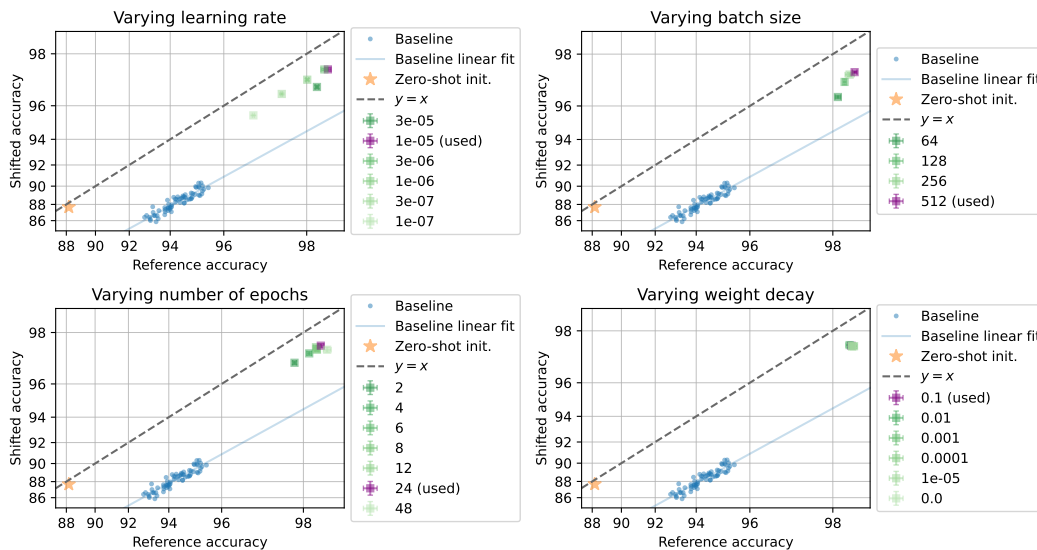 Varying learning rate
Shifted accuracy
98
96
94
92
90
88
86
88 90 92 94 96 98
Reference accuracy
Baseline
Baseline linear fit
Zero-shot init.
y = x
3e-05
1e-05 (used)
3e-06
1e-06
3e-07
1e-07
Varying batch size
Shifted accuracy
98
96
94
92
90
88
86
88 90 92 94 96 98
Reference accuracy
Baseline
Baseline linear fit
Zero-shot init.
y = x
64
128
256
512 (used)
Varying number of epochs
Shifted accuracy
98
96
94
92
90
88
86
88 90 92 94 96 98
Reference accuracy
Baseline
Baseline linear fit
Zero-shot init.
y = x
2
4
6
8
12
24 (used)
48
Varying weight decay
Shifted accuracy
98
96
94
92
90
88
86
88 90 92 94 96 98
Reference accuracy
Baseline
Baseline linear fit
Zero-shot init.
y = x
0.1 (used)
0.01
0.001
0.0001
1e-05
0.0